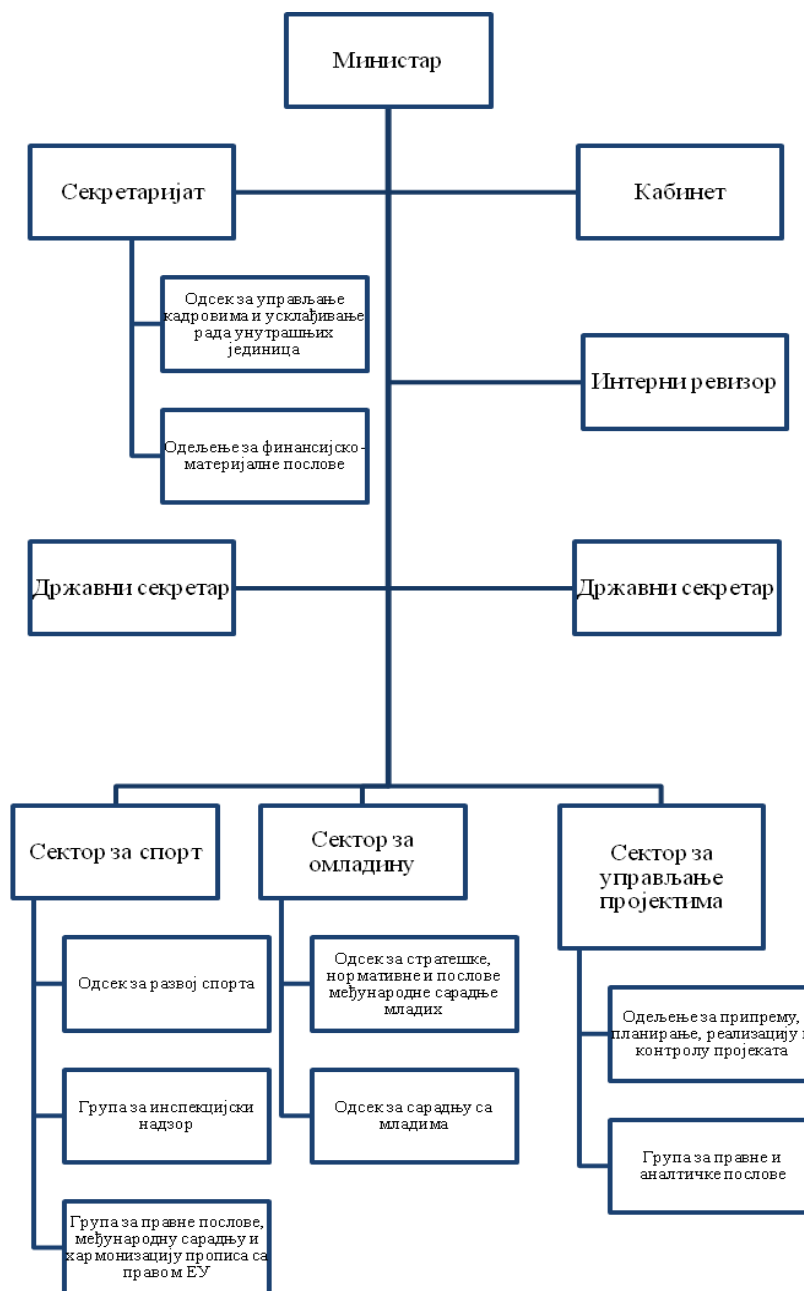 Министар
Секретаријат
Кабинет
Одсек за управљање
кадровима и усклађивање
рада унутрашњих
јединица
Интерни ревизор
Одељење за финансијско-
материјалне послове
Државни секретар
Државни секретар
Сектор за спорт
Сектор за
омладину
Сектор за
управљање
пројектима
Одсек за развој спорта
Одсек за стратешке,
нормативне и послове
међународне сарадње
младих
Одељење за припрему,
планирање, реализацију и
контролу пројеката
Група за инспекцијски
надзор
Одсек за сарадњу са
младима
Група за правне и
аналитичке послове
Група за правне послове,
међународну сарадњу и
хармонизацију прописа са
правом ЕУ